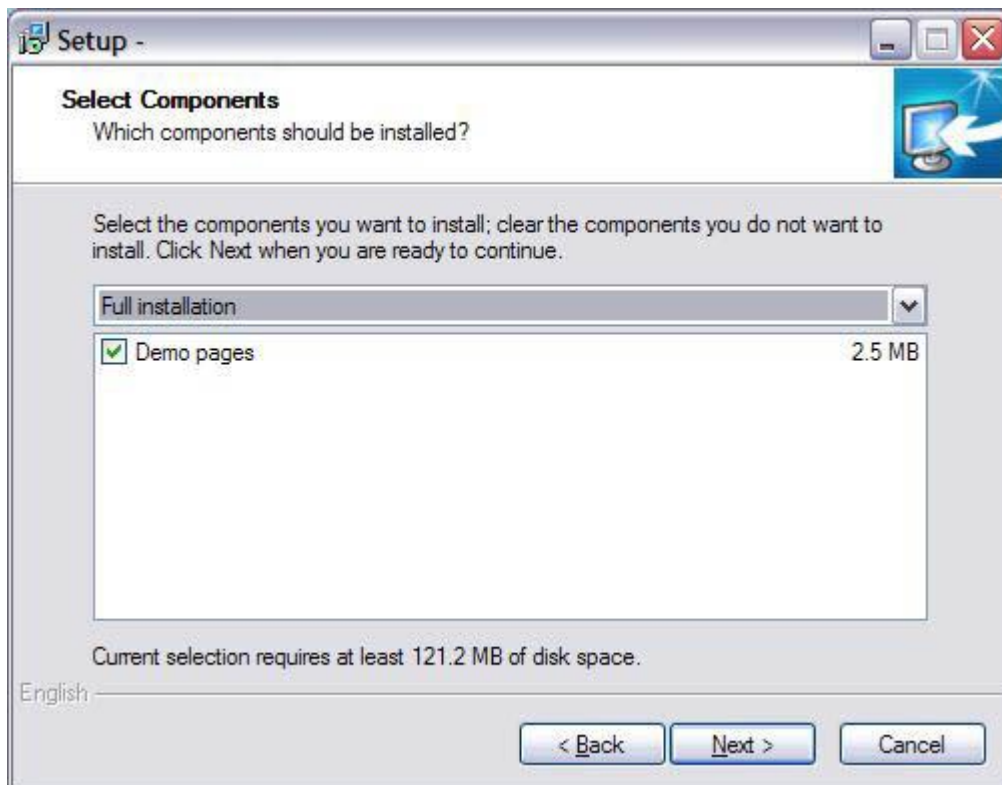 Setup -
Select Components
Which components should be installed?
Select the components you want to install; clear the components you do not want to
install. Click Next when you are ready to continue.
Full installation
Demo pages 2.5 MB
Current selection requires at least 121.2 MB of disk space.
English
< Back Next > Cancel